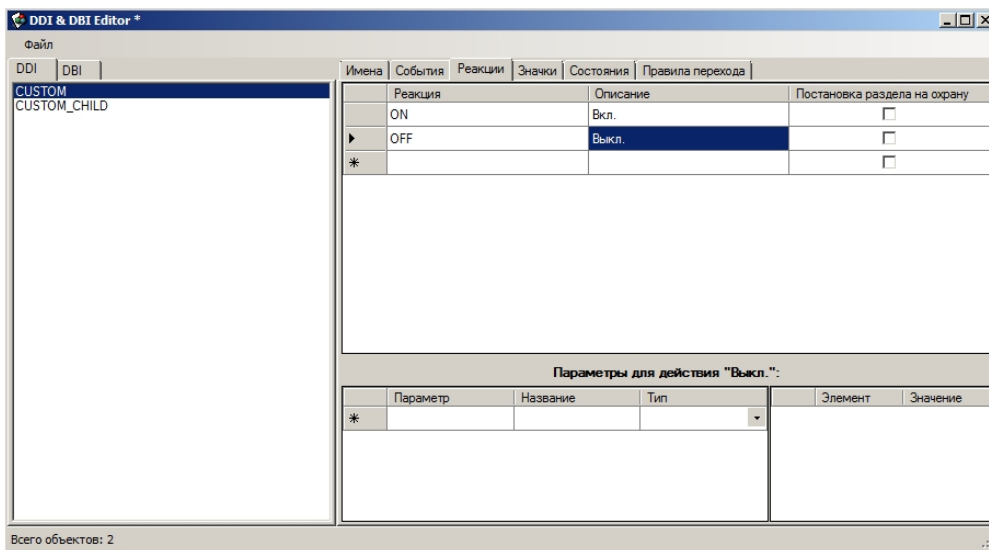 DDI & DBI Editor *
Файл
DDI DBI
Имена События Реакции Значки Состояния Правила перехода
CUSTOM
CUSTOM_CHILD
Реакция Описание Постановка раздела на охрану
ON Вкл.
OFF Выкл.
Параметры для действия "Выкл.":
Параметр Название Тип Элемент Значение
Всего объектов: 2